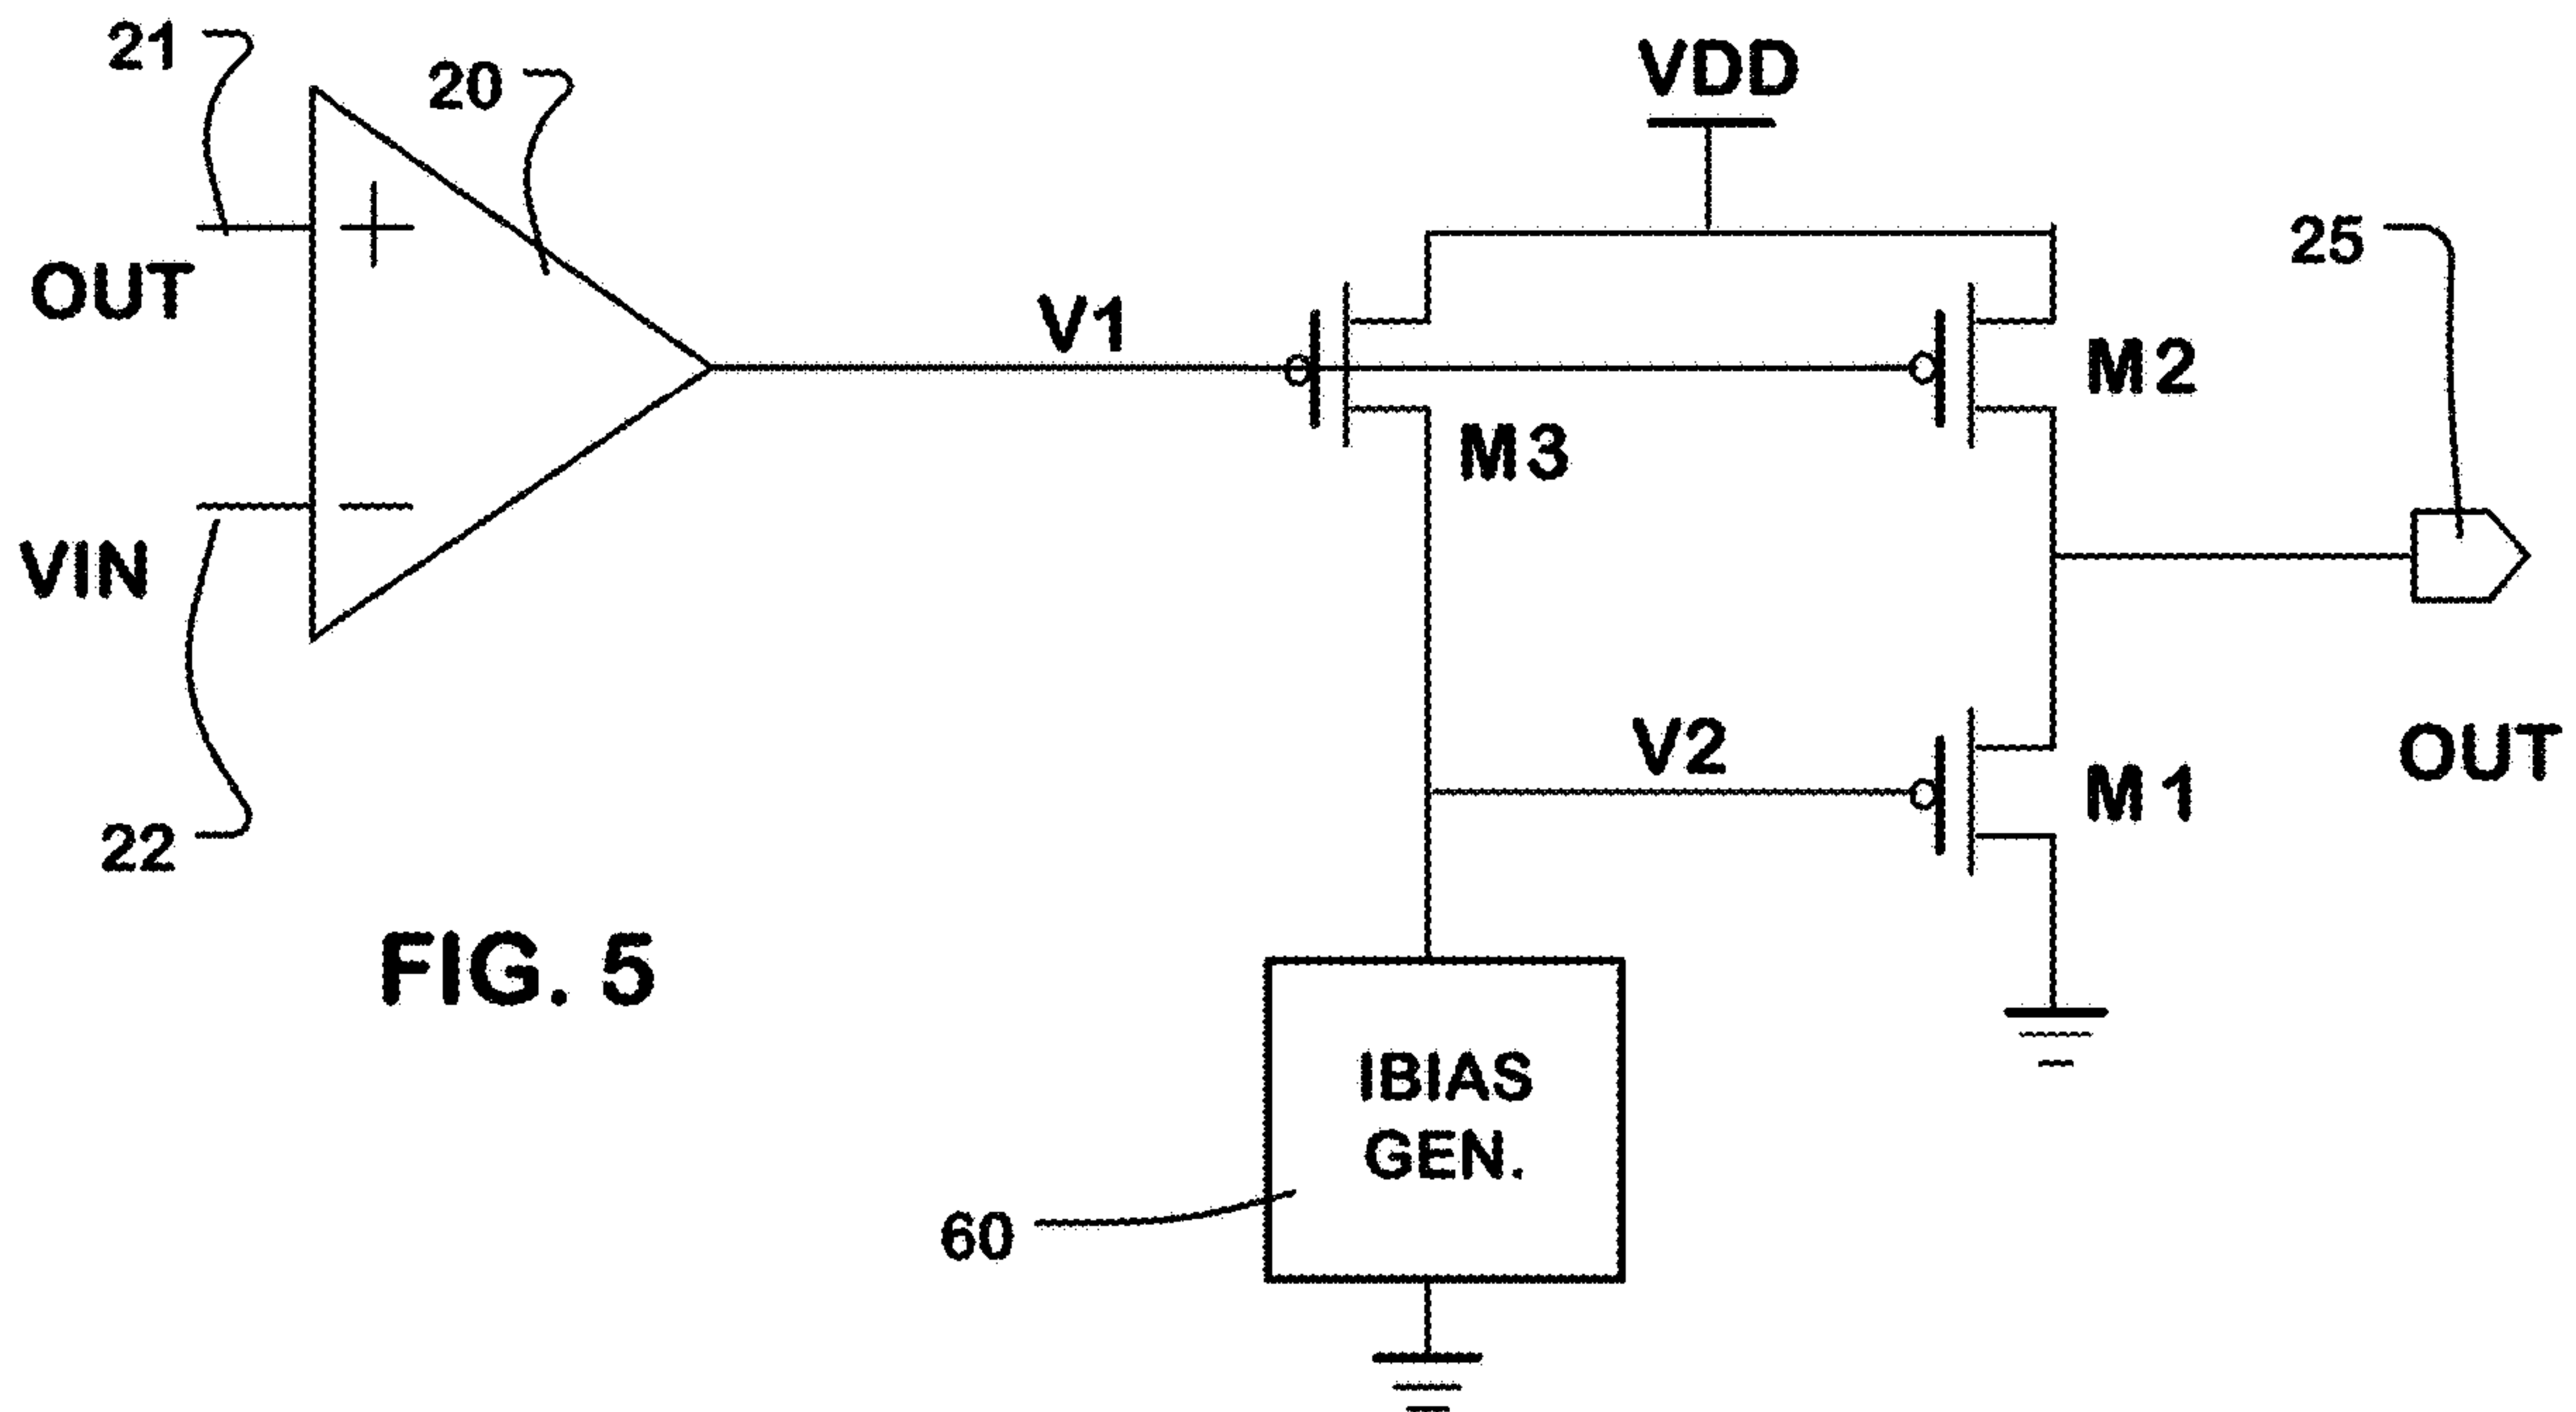 21
20
VDD
25
OUT
+
V1
M2
M3
VIN
−
V2
M1
OUT
22
FIG. 5
IBIAS
GEN.
60